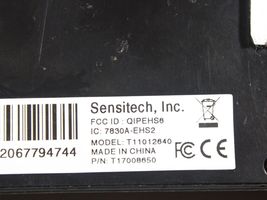 Sensitech, Inc.
FCC ID : QIPEHS6
IC: 7830A-EHS2
MODEL: T11012640
MADE IN CHINA
P/N: T17008650
2067794744
FC CE